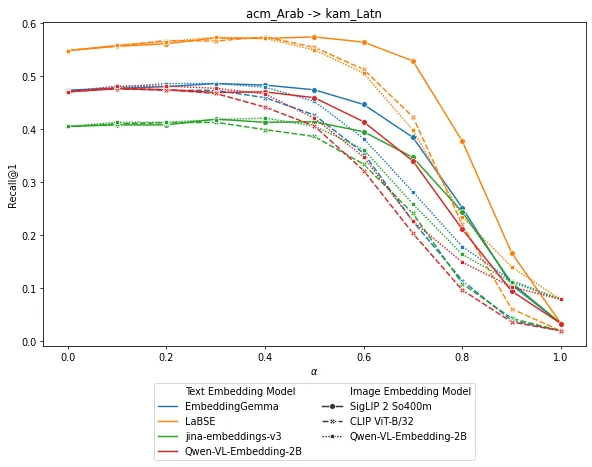 acm_Arab -> kam_Latn
Recall@1
0.6
0.5
0.4
0.3
0.2
0.1
0.0
0.0 0.2 0.4 0.6 0.8 1.0
α
Text Embedding Model Image Embedding Model
EmbeddingGemma SigLIP 2 So400m
LaBSE CLIP ViT-B/32
jina-embeddings-v3 Qwen-VL-Embedding-2B
Qwen-VL-Embedding-2B